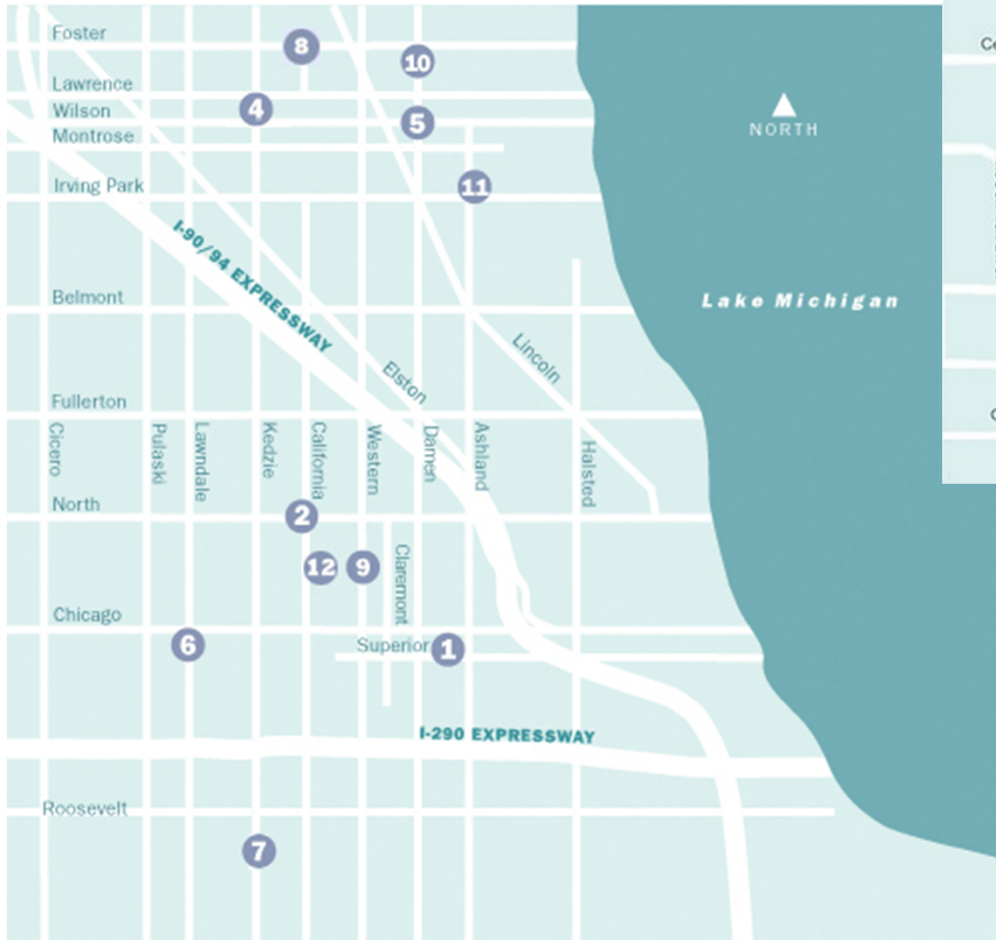 Foster
8
10
Lawrence
4
Wilson
5
Montrose
Irving Park
11
NORTH
I-90/94 EXPRESSWAY
Belmont
Lake Michigan
Lincoln
Elston
Fullerton
Cicero
Pulaski
Lawndale
Kedzie
California
Western
Damen
Ashland
Halsted
North
2
12
9
Claremont
Chicago
6
Superior
1
I-290 EXPRESSWAY
Roosevelt
7